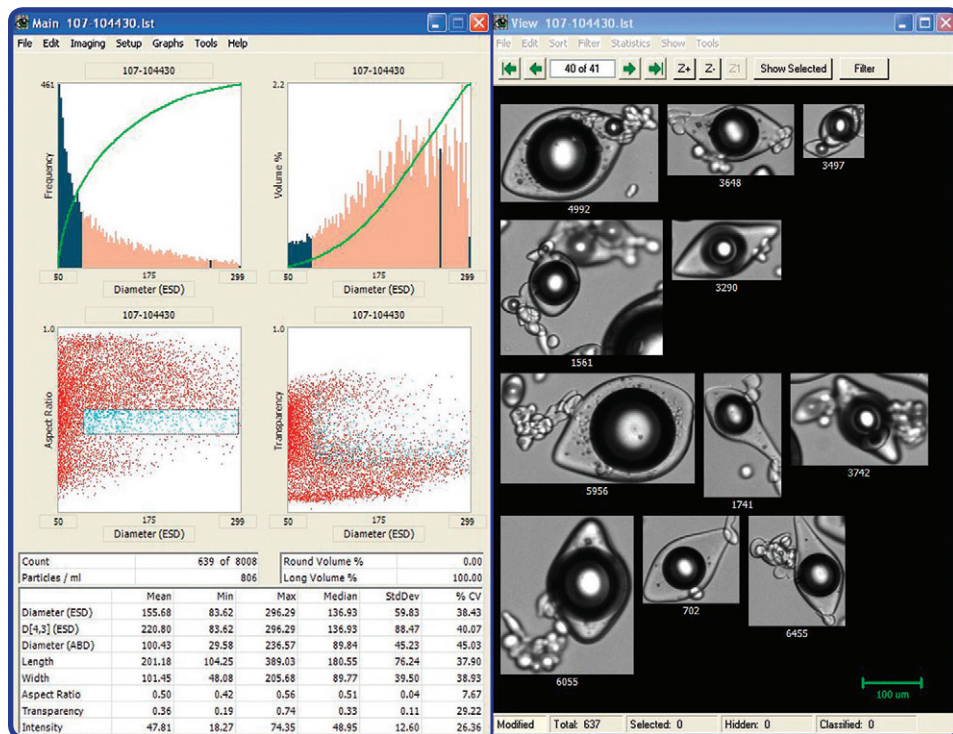 Main 107-104430.lst
File Edit Imaging Setup Graphs Tools Help
107-104430
461
Frequency
50 175 299
Diameter (ESD)
107-104430
2.2
Volume %
50 175 299
Diameter (ESD)
107-104430
1.0
Aspect Ratio
50 175 299
Diameter (ESD)
107-104430
1.0
Transparency
50 175 299
Diameter (ESD)
Count 639 of 8008
Particles / ml 806
Round Volume % 0.00
Long Volume % 100.00
Mean Min Max Median StdDev % CV
Diameter (ESD) 155.68 83.62 296.29 136.93 59.83 38.43
D[4,3] (ESD) 220.80 83.62 296.29 136.93 88.47 40.07
Diameter (ABD) 100.43 29.58 236.57 89.84 45.23 45.03
Length 201.18 104.25 389.03 180.55 76.24 37.90
Width 101.45 48.08 205.68 89.77 39.50 38.93
Aspect Ratio 0.50 0.42 0.56 0.51 0.04 7.67
Transparency 0.36 0.19 0.74 0.33 0.11 29.22
Intensity 47.81 18.27 74.35 48.95 12.60 26.36
View 107-104430.lst
File Edit Sort Filter Statistics Show Tools
40 of 41 Z+ Z- Z1 Show Selected Filter
4992
3648
3497
1561
3290
5956
1741
3742
6055
702
6455
100 um
Modified Total: 637 Selected: 0 Hidden: 0 Classified: 0